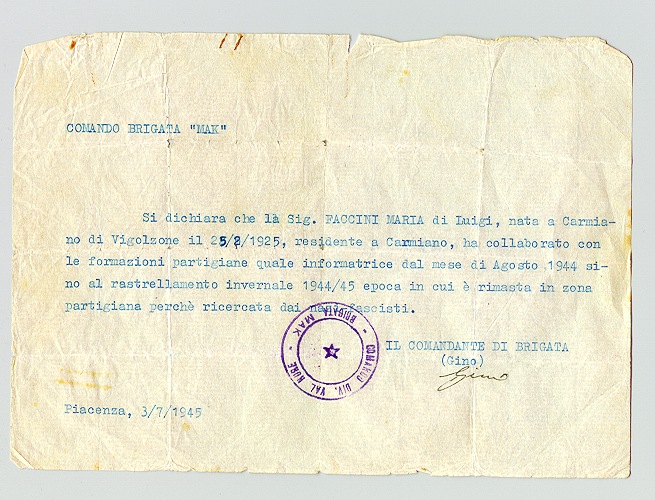 COMANDO BRIGATA "MAK"
Si dichiara che là Sig. FACCINI MARIA di Luigi, nata a Carmia-
no di Vigolzone il 25/2/1925, residente a Carmiano, ha collaborato con
le formazioni partigiane quale informatrice dal mese di Agosto 1944 si-
no al rastrellamento invernale 1944/45 epoca in cui è rimasta in zona
partigiana perchè ricercata dai nazi-fascisti.
COMANDO DIV. VAL NURE - BRIGATA MAK -
IL COMANDANTE DI BRIGATA
(Gino)
Gino
Piacenza, 3/7/1945